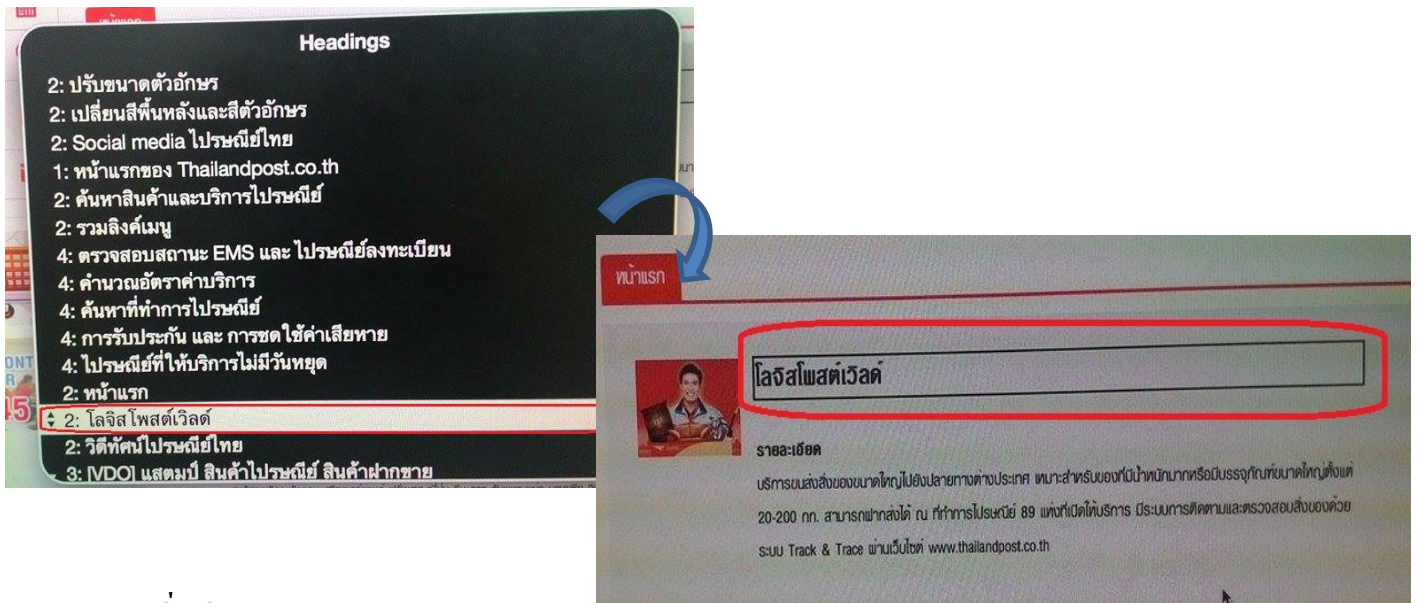 หน้าแรก
Headings
2: ปรับขนาดตัวอักษร
2: เปลี่ยนสีพื้นหลังและสีตัวอักษร
2: Social media ไปรษณีย์ไทย
1: หน้าแรกของ Thailandpost.co.th
2: ค้นหาสินค้าและบริการไปรษณีย์
2: รวมลิงค์เมนู
4: ตรวจสอบสถานะ EMS และ ไปรษณีย์ลงทะเบียน
4: คำนวณอัตราค่าบริการ
4: ค้นหาที่ทำการไปรษณีย์
4: การรับประกัน และ การชดใช้ค่าเสียหาย
4: ไปรษณีย์ที่ให้บริการไม่มีวันหยุด
2: หน้าแรก
2: โลจิสโพสต์เวิลด์
2: วิดีทัศน์ไปรษณีย์ไทย
3: [VDO] แสตมป์ สินค้าไปรษณีย์ สินค้าฝากขาย
หน้าแรก
โลจิสโพสต์เวิลด์
รายละเอียด
บริการขนส่งสิ่งของขนาดใหญ่ไปยังปลายทางต่างประเทศ เหมาะสำหรับของที่มีน้ำหนักมากหรือมีบรรจุภัณฑ์ขนาดใหญ่ตั้งแต่
20-200 กก. สามารถฝากส่งได้ ณ ที่ทำการไปรษณีย์ 89 แห่งที่เปิดให้บริการ มีระบบการติดตามและตรวจสอบสิ่งของด้วย
ระบบ Track & Trace ผ่านเว็บไซต์ www.thailandpost.co.th